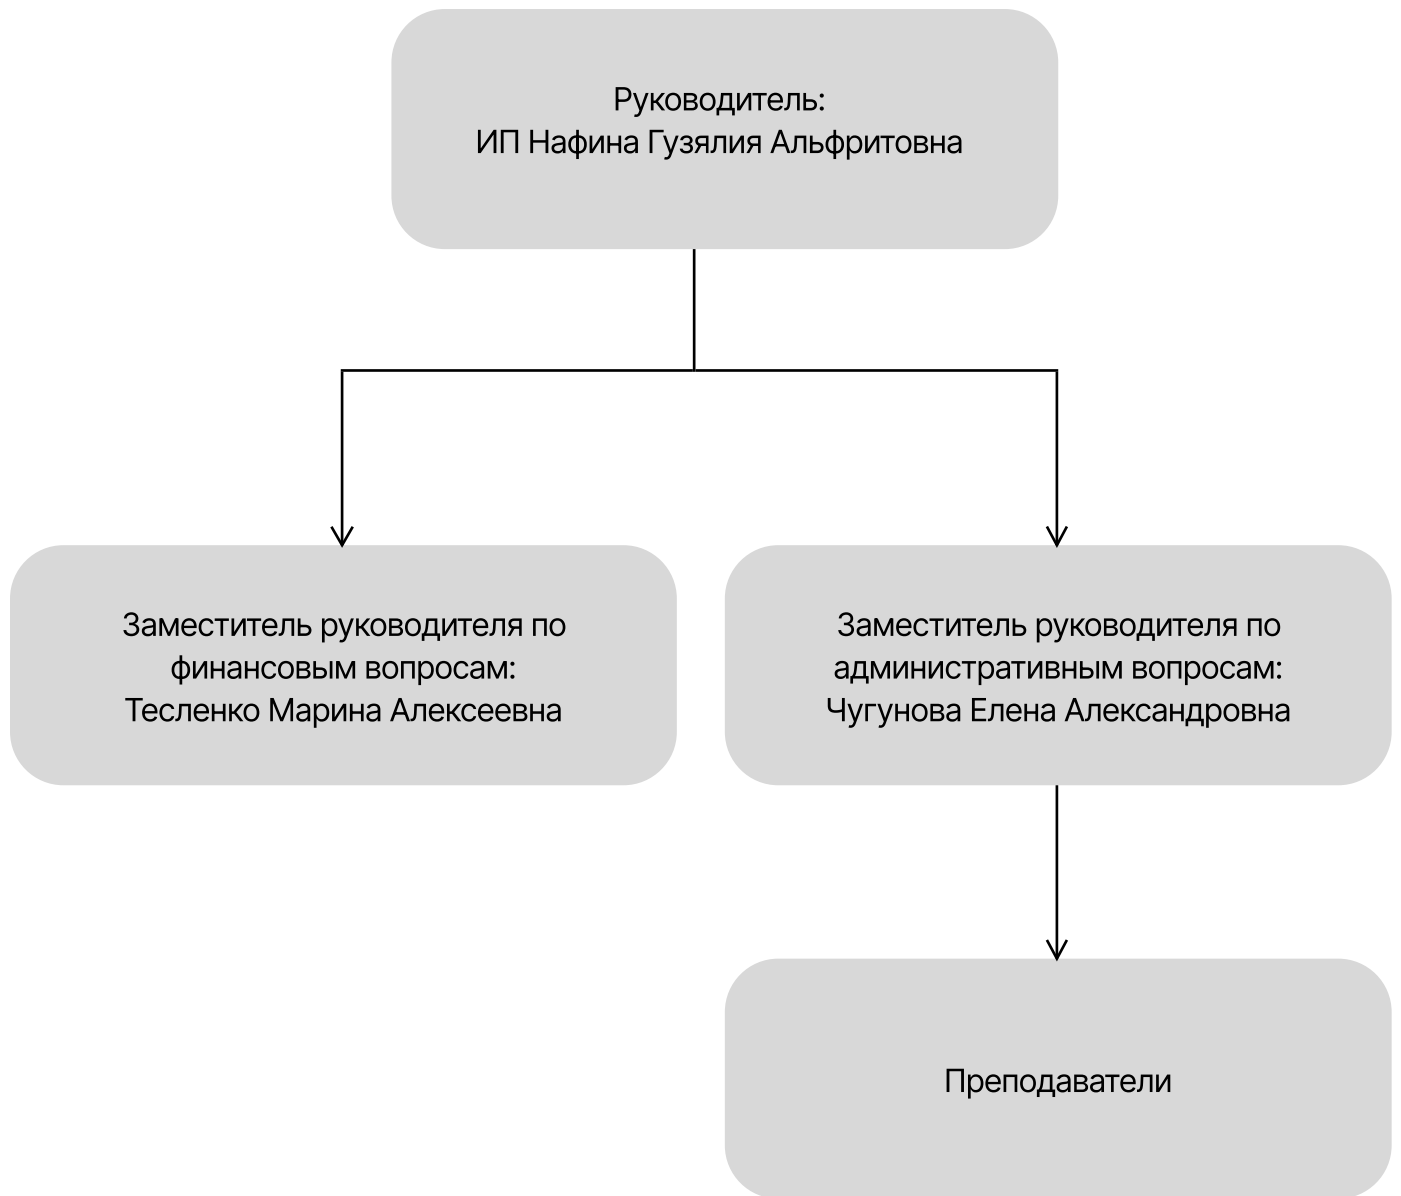 Руководитель:
ИП Нафина Гузялия Альфритовна
Заместитель руководителя по
финансовым вопросам:
Тесленко Марина Алексеевна
Заместитель руководителя по
административным вопросам:
Чугунова Елена Александровна
Преподаватели